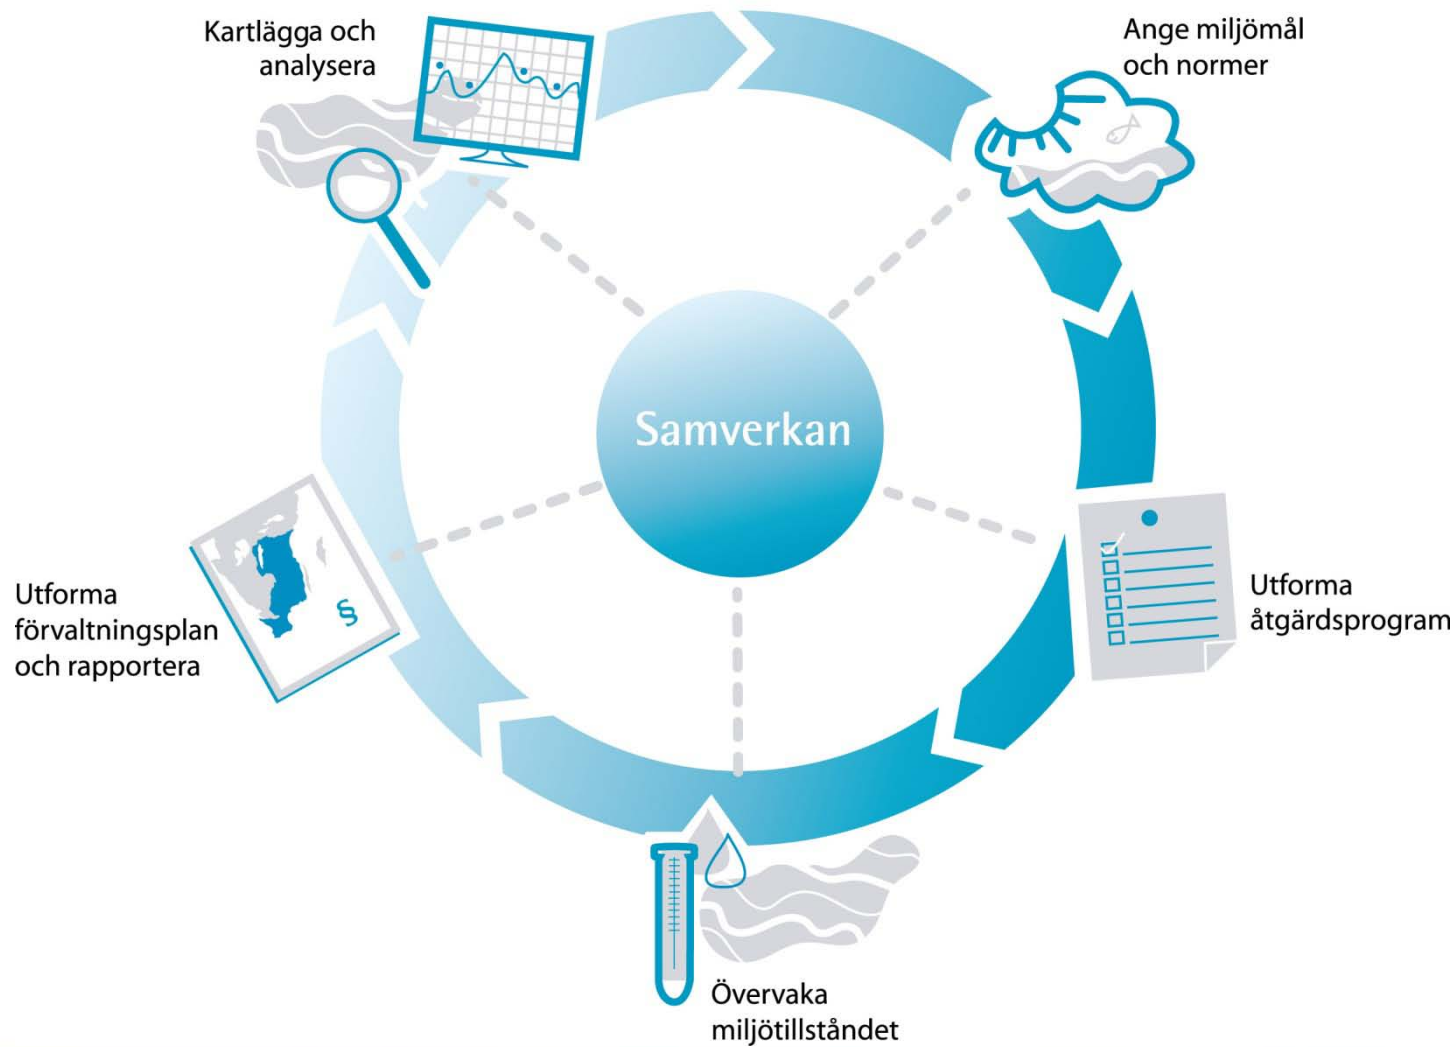 Kartlägga och
analysera
Ange miljömål
och normer
Samverkan
Utforma
förvaltningsplan
och rapportera
§
Utforma
åtgärdsprogram
Övervaka
miljötillståndet